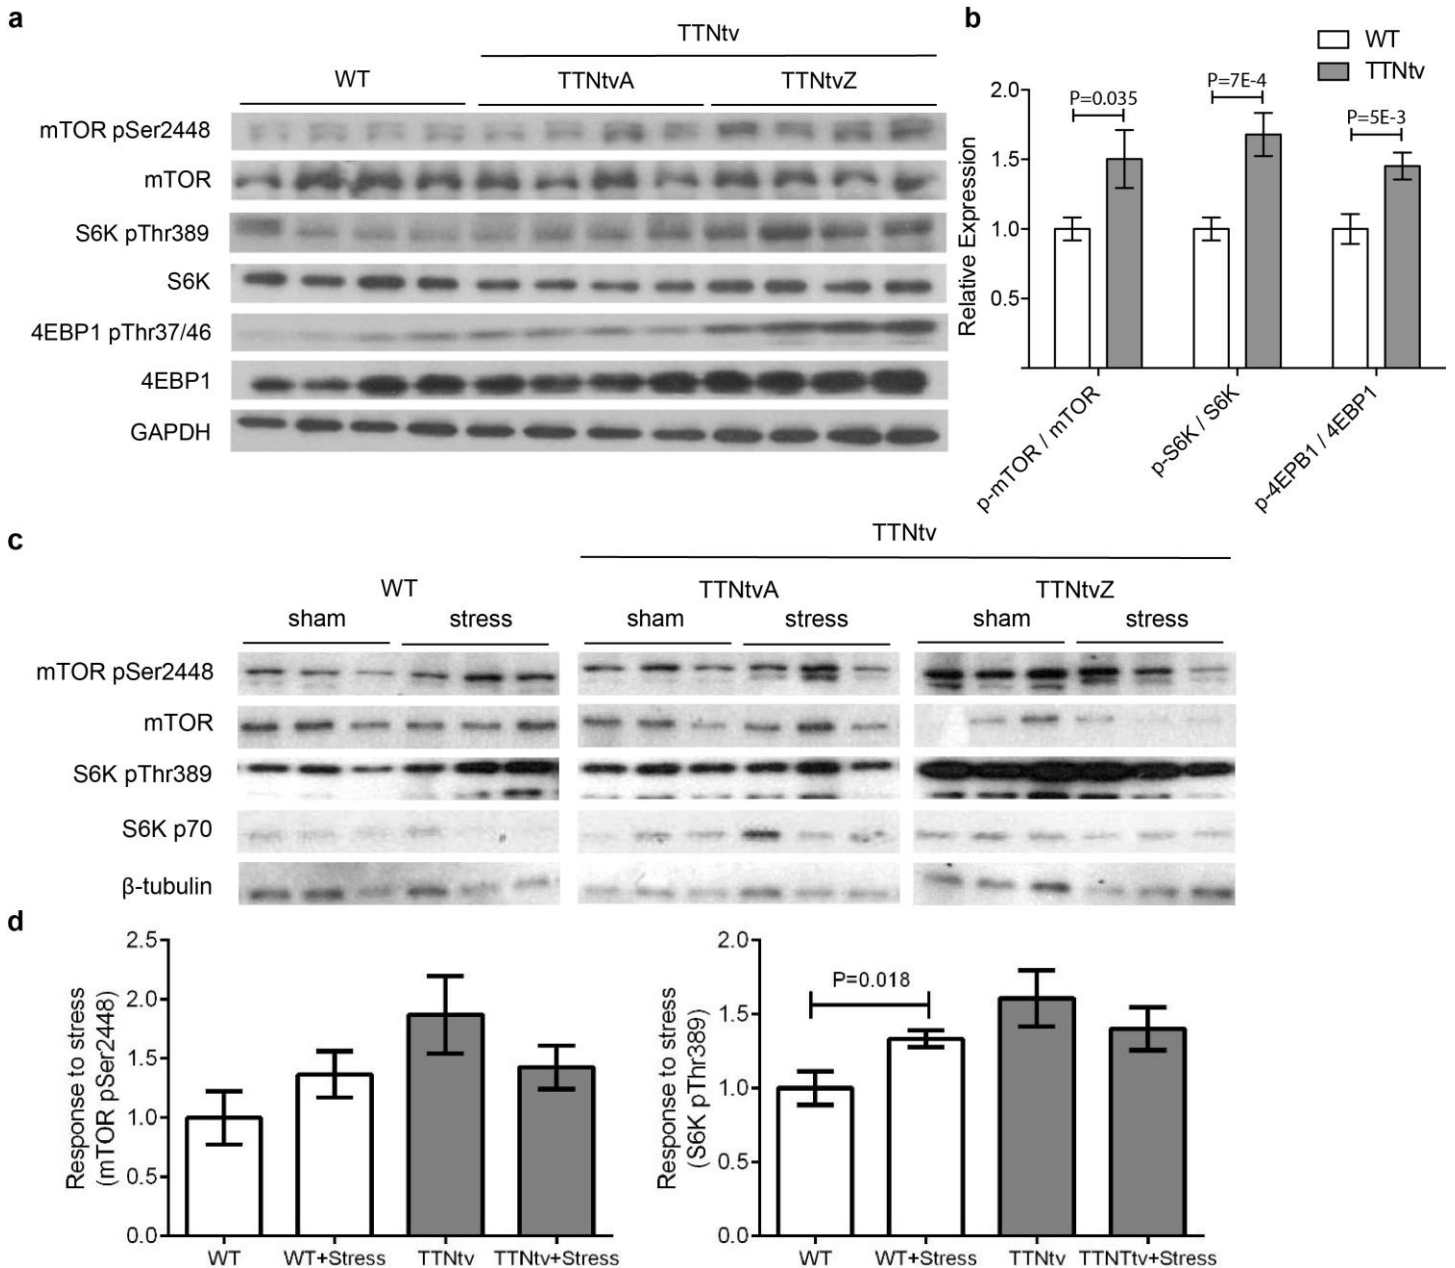 a
TTNtv
WT TTNtvA TTNtvZ
mTOR pSer2448
mTOR
S6K pThr389
S6K
4EBP1 pThr37/46
4EBP1
GAPDH
b
WT
TTNtv
Relative Expression
2.0
1.5
1.0
0.5
P=0.035
P=7E-4
P=5E-3
p-mTOR / mTOR
p-S6K / S6K
p-4EPB1 / 4EBP1
c
TTNtv
WT TTNtvA TTNtvZ
sham stress sham stress sham stress
mTOR pSer2448
mTOR
S6K pThr389
S6K p70
β-tubulin
d
Response to stress
(mTOR pSer2448)
2.5
2.0
1.5
1.0
0.5
0.0
WT WT+Stress TTNtv TTNtv+Stress
Response to stress
(S6K pThr389)
2.0
1.5
1.0
0.5
0.0
P=0.018
WT WT+Stress TTNtv TTNTtv+Stress